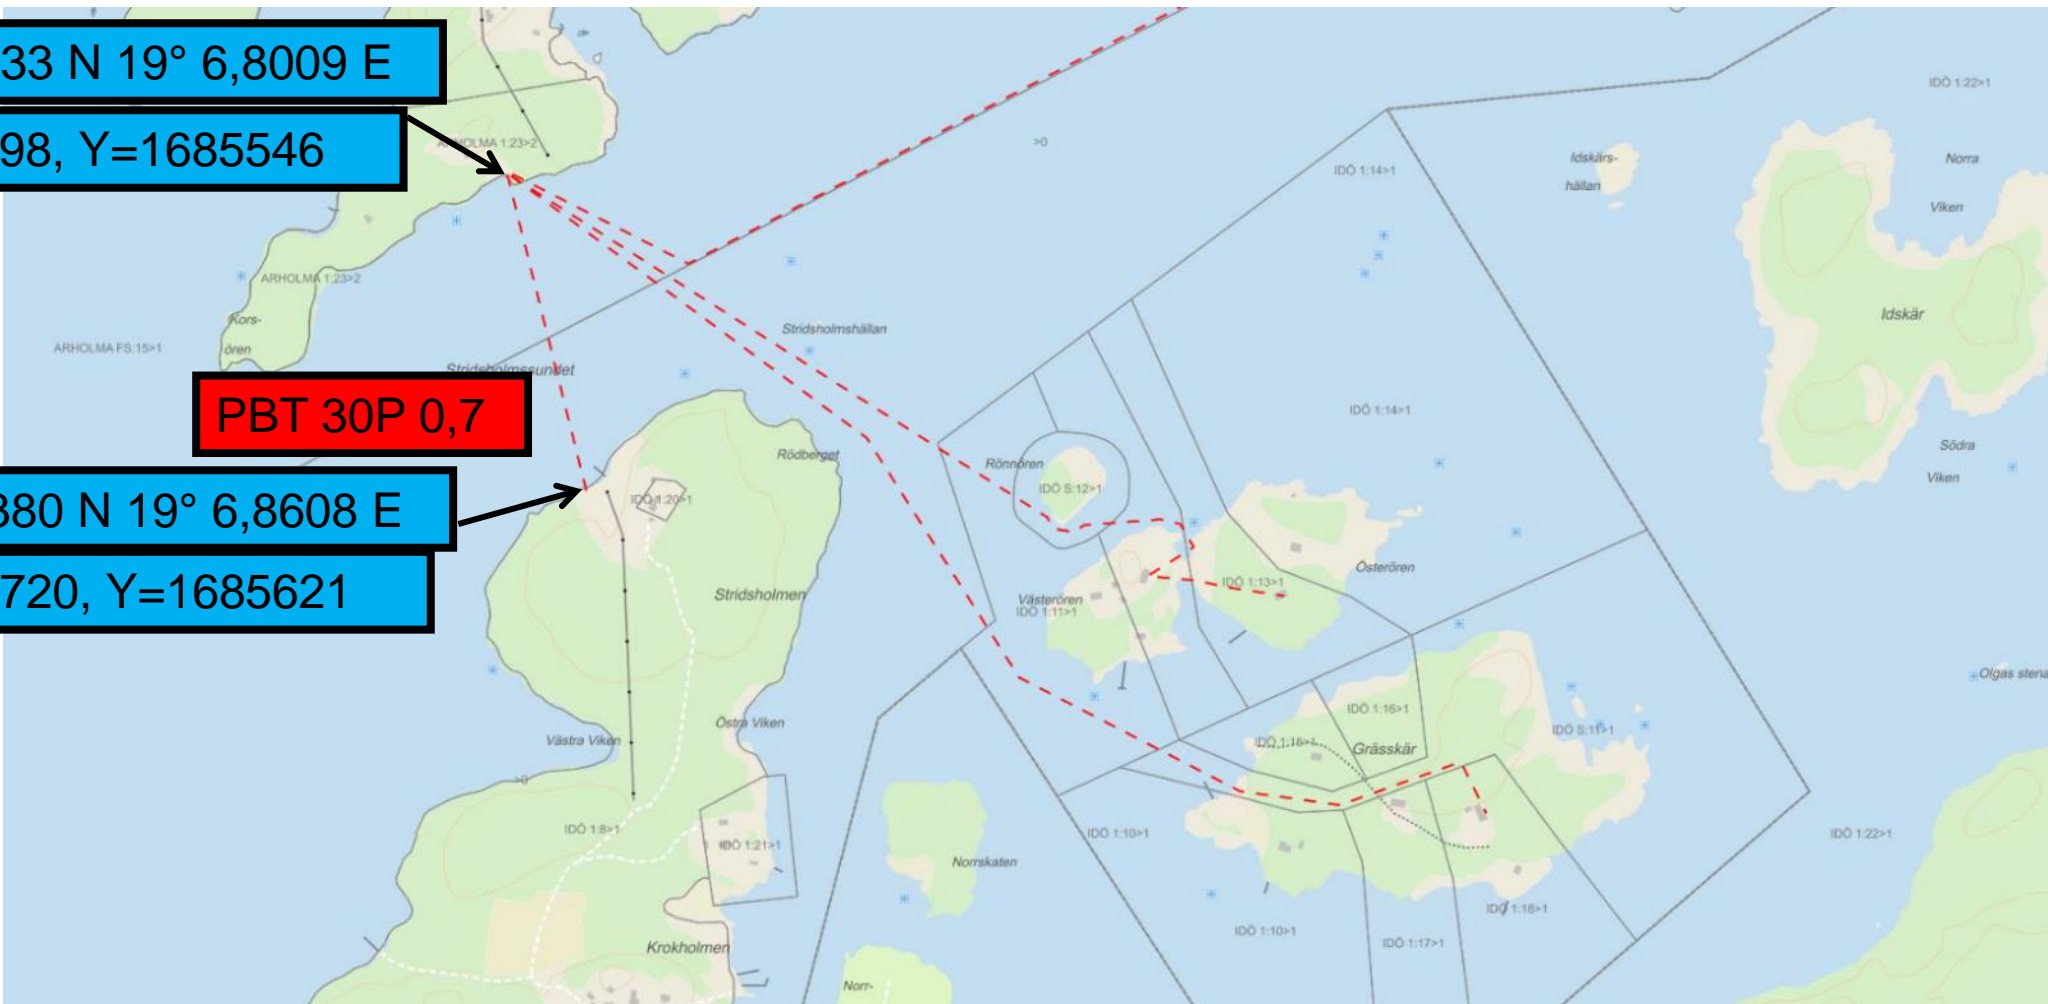 33 N 19° 6,8009 E
98, Y=1685546
PBT 30P 0,7
380 N 19° 6,8608 E
720, Y=1685621
ARHOLMA 1:23>2
ARHOLMA 1:23>2
Kors-
ören
ARHOLMA FS:15>1
Stridsholmssundet
Stridsholmshällan
>0
IDÖ 1:14>1
IDÖ 1:22>1
Idskärs-
hällan
Norra
Viken
Idskär
IDÖ 1:14>1
Södra
Viken
Rödberget
IDÖ 1:20>1
Rönnören
IDÖ S:12>1
Österören
IDÖ 1:13>1
Västerören
IDÖ 1:11>1
Stridsholmen
Olgas stena
IDÖ 1:16>1
IDÖ S:11>1
IDÖ 1:15>1
Grässkär
Östra Viken
Västra Viken
>0
IDÖ 1:8>1
IDÖ 1:21>1
IDÖ 1:10>1
IDÖ 1:22>1
Norrskaten
IDÖ 1:18>1
IDÖ 1:10>1
IDÖ 1:17>1
Krokholmen
Norr-